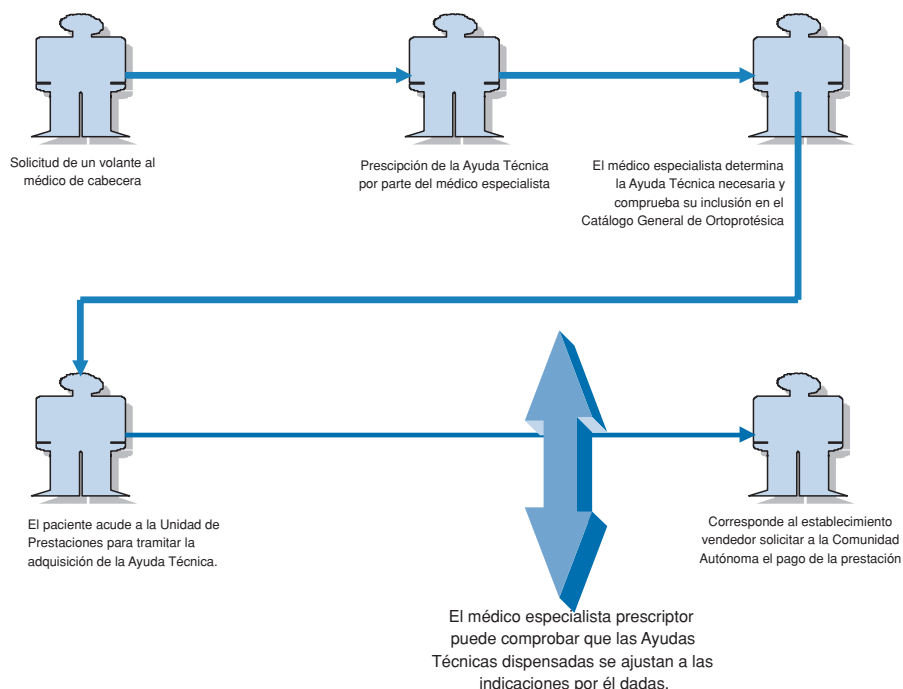 Solicitud de un volante al
médico de cabecera
Prescipción de la Ayuda Técnica
por parte del médico especialista
El médico especialista determina
la Ayuda Técnica necesaria y
comprueba su inclusión en el
Catálogo General de Ortoprotésica
El paciente acude a la Unidad de
Prestaciones para tramitar la
adquisición de la Ayuda Técnica.
Corresponde al establecimiento
vendedor solicitar a la Comunidad
Autónoma el pago de la prestación
El médico especialista prescriptor
puede comprobar que las Ayudas
Técnicas dispensadas se ajustan a las
indicaciones por él dadas.